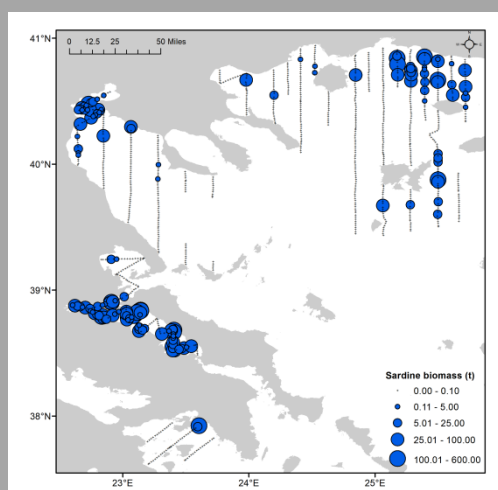 41°N
0 12.5 25 50 Miles
40°N
39°N
38°N
23°E 24°E 25°E
Sardine biomass (t)
0.00 - 0.10
0.11 - 5.00
5.01 - 25.00
25.01 - 100.00
100.01 - 600.00